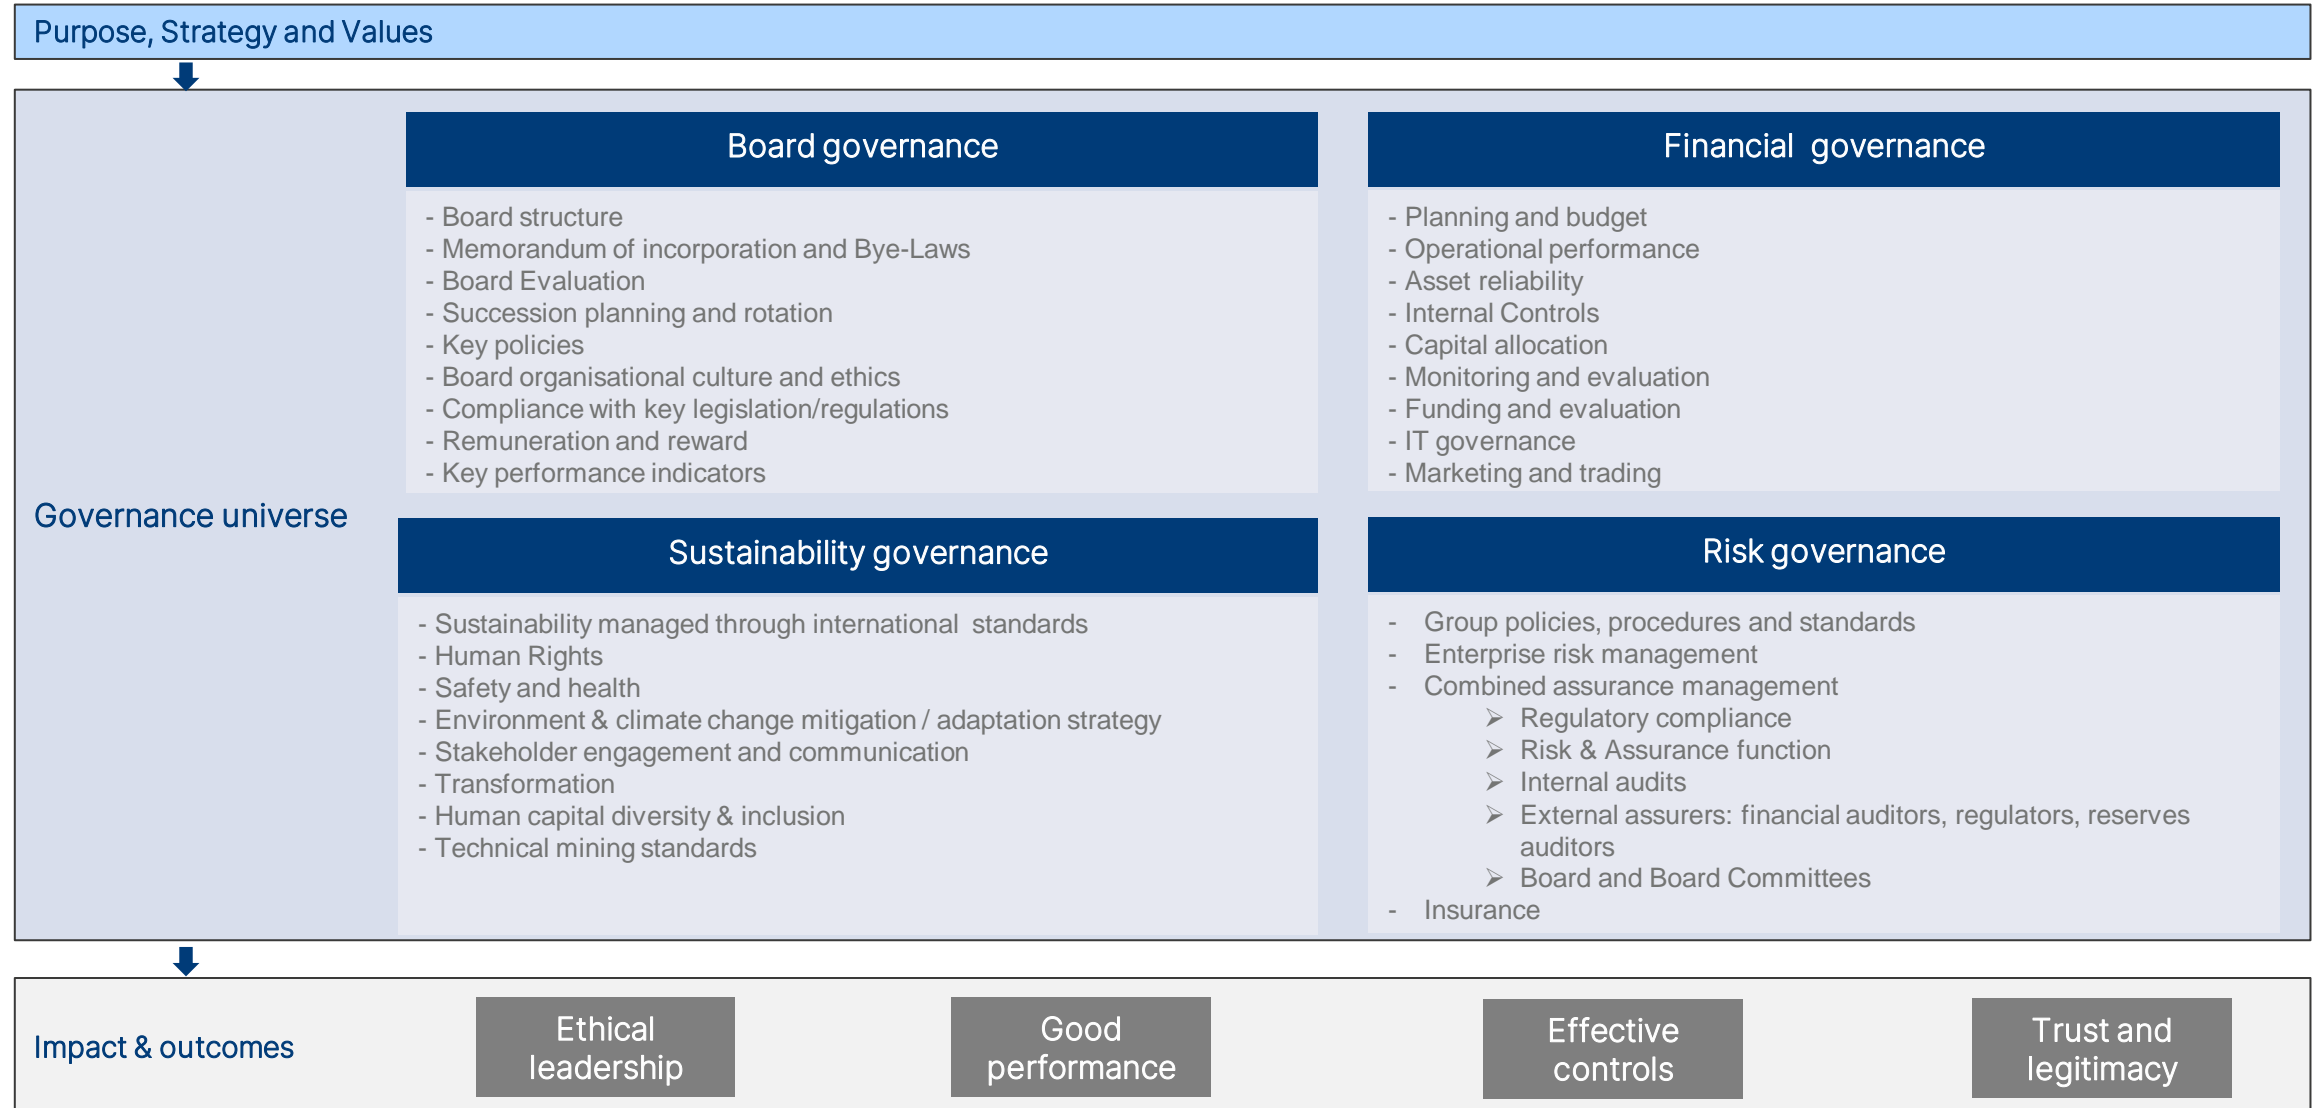 Purpose, Strategy and Values
Governance universe
Board governance
- Board structure
- Memorandum of incorporation and Bye-Laws
- Board Evaluation
- Succession planning and rotation
- Key policies
- Board organisational culture and ethics
- Compliance with key legislation/regulations
- Remuneration and reward
- Key performance indicators
Financial governance
- Planning and budget
- Operational performance
- Asset reliability
- Internal Controls
- Capital allocation
- Monitoring and evaluation
- Funding and evaluation
- IT governance
- Marketing and trading
Sustainability governance
- Sustainability managed through international standards
- Human Rights
- Safety and health
- Environment & climate change mitigation / adaptation strategy
- Stakeholder engagement and communication
- Transformation
- Human capital diversity & inclusion
- Technical mining standards
Risk governance
- Group policies, procedures and standards
- Enterprise risk management
- Combined assurance management
➢ Regulatory compliance
➢ Risk & Assurance function
➢ Internal audits
➢ External assurers: financial auditors, regulators, reserves
auditors
➢ Board and Board Committees
- Insurance
Impact & outcomes
Ethical
leadership
Good
performance
Effective
controls
Trust and
legitimacy